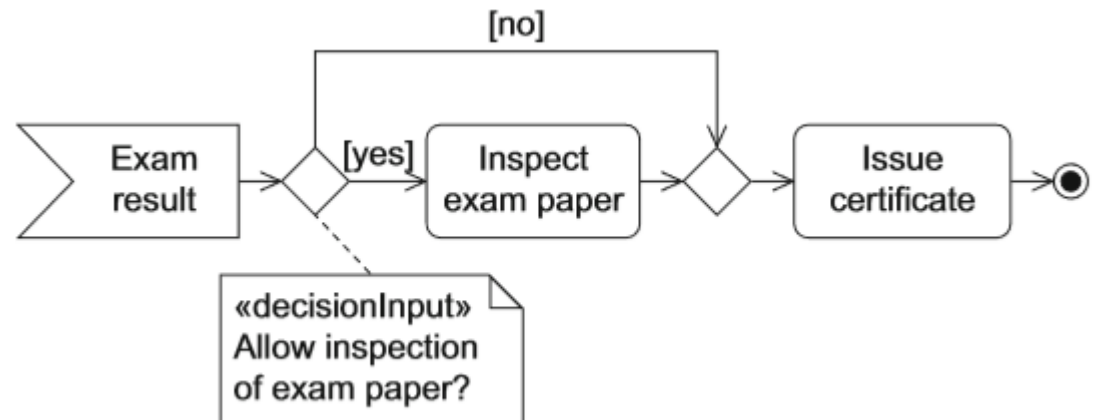 [no]
Exam
result
[yes]
Inspect
exam paper
Issue
certificate
«decisionInput»
Allow inspection
of exam paper?